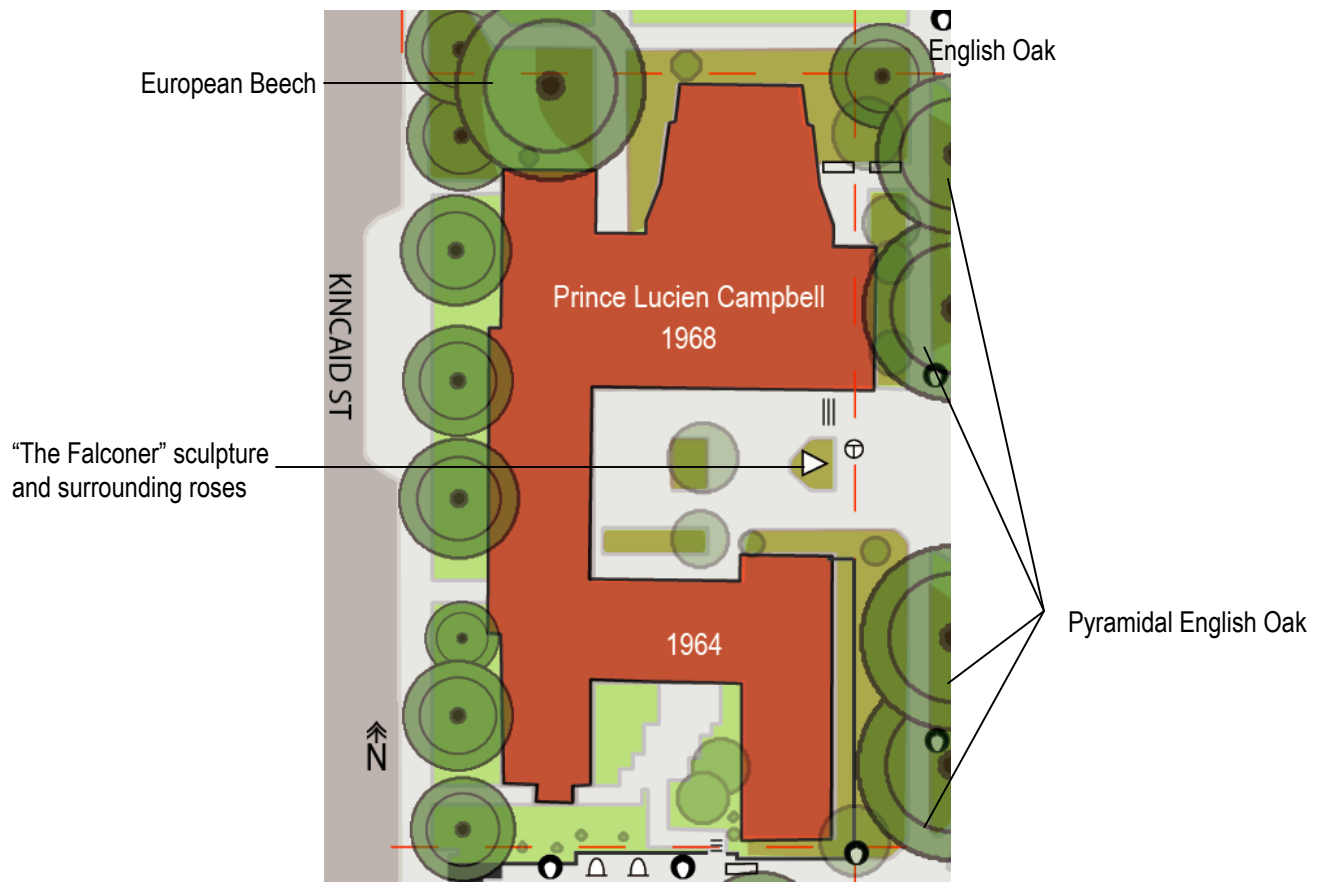 English Oak
European Beech
KINCAID ST
Prince Lucien Campbell
1968
“The Falconer” sculpture
and surrounding roses
1964
Pyramidal English Oak
N